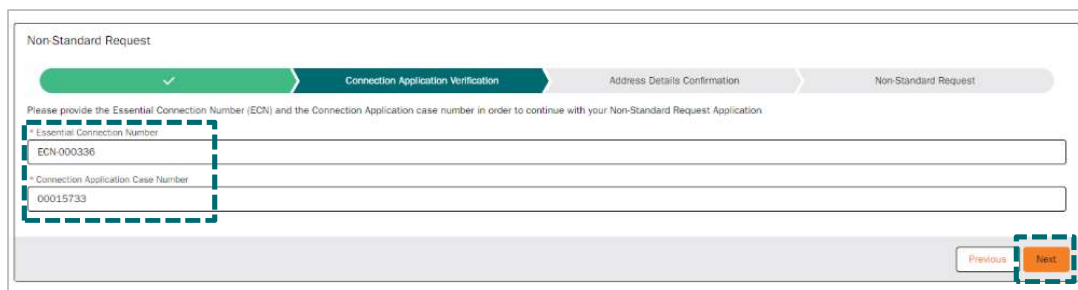 Non-Standard Request
Connection Application Verification
Address Details Confirmation
Non-Standard Request
Please provide the Essential Connection Number (ECN) and the Connection Application case number in order to continue with your Non-Standard Request Application
* Essential Connection Number
ECN-000336
* Connection Application Case Number
00015733
Previous
Next